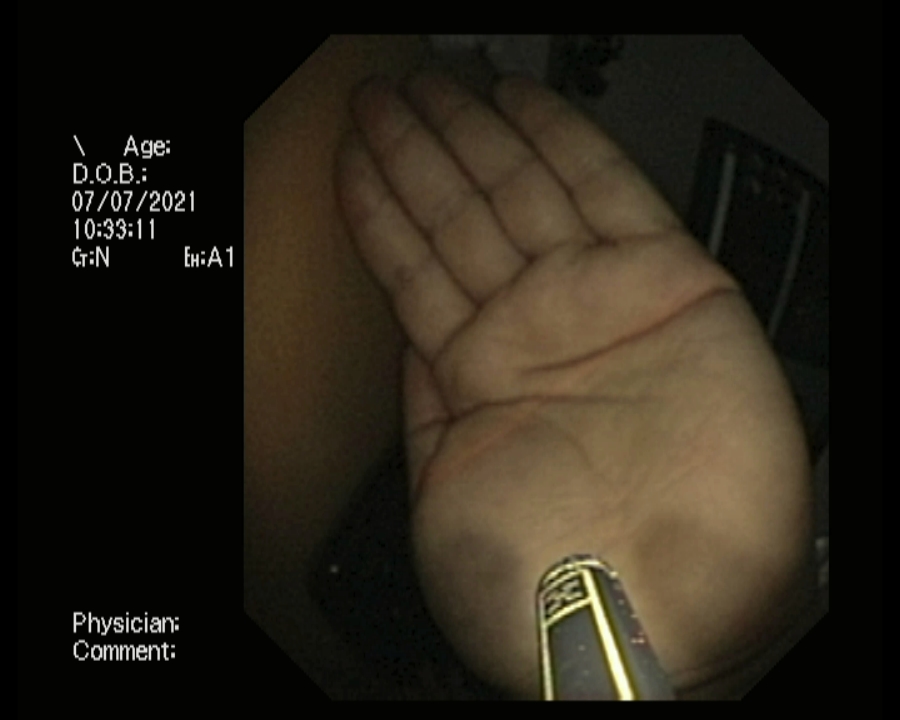 \ Age:
D.O.B.:
07/07/2021
10:33:11
Cr:N EH:A1
Physician:
Comment: